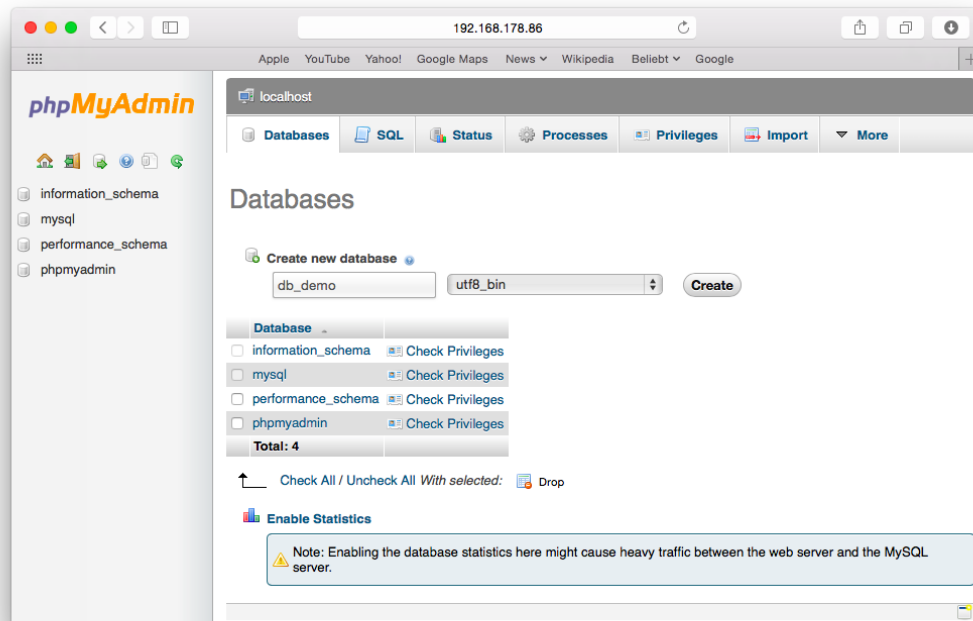 192.168.178.86
Apple YouTube Yahoo! Google Maps News Wikipedia Beliebt Google
phpMyAdmin
information_schema
mysql
performance_schema
phpmyadmin
localhost
Databases SQL Status Processes Privileges Import More
Databases
Create new database
db_demo utf8_bin Create
Database
information_schema Check Privileges
mysql Check Privileges
performance_schema Check Privileges
phpmyadmin Check Privileges
Total: 4
Check All / Uncheck All With selected: Drop
Enable Statistics
Note: Enabling the database statistics here might cause heavy traffic between the web server and the MySQL
server.